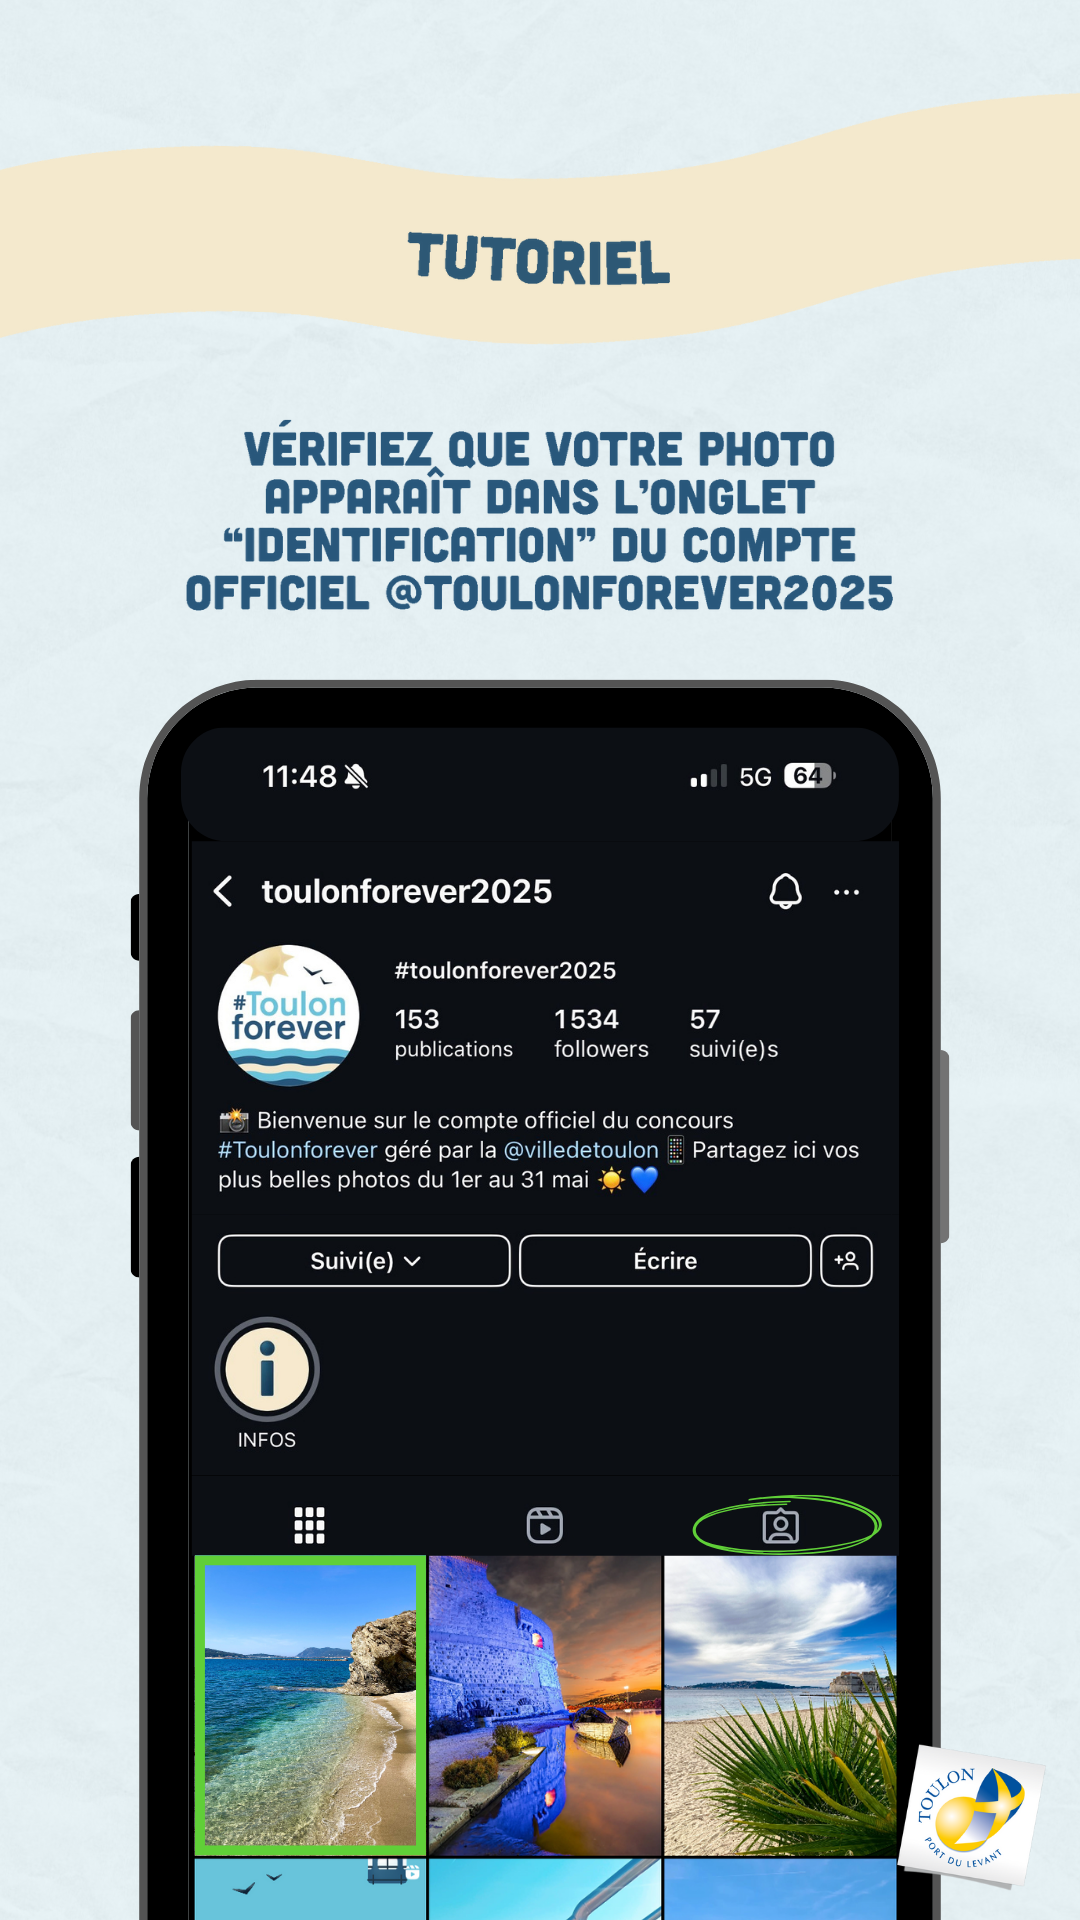 TUTORIEL
VÉRIFIEZ QUE VOTRE PHOTO
APPARAÎT DANS L'ONGLET
“IDENTIFICATION” DU COMPTE
OFFICIEL @TOULONFOREVER2025
11:48
5G 64
toulonforever2025
#Toulon
forever
#toulonforever2025
153 1 534 57
publications followers suivi(e)s
📸 Bienvenue sur le compte officiel du concours
#Toulonforever géré par la @villedetoulon 📱 Partagez ici vos
plus belles photos du 1er au 31 mai ☀️💙
Suivi(e) Écrire
INFOS
TOULON
PORT DU LEVANT